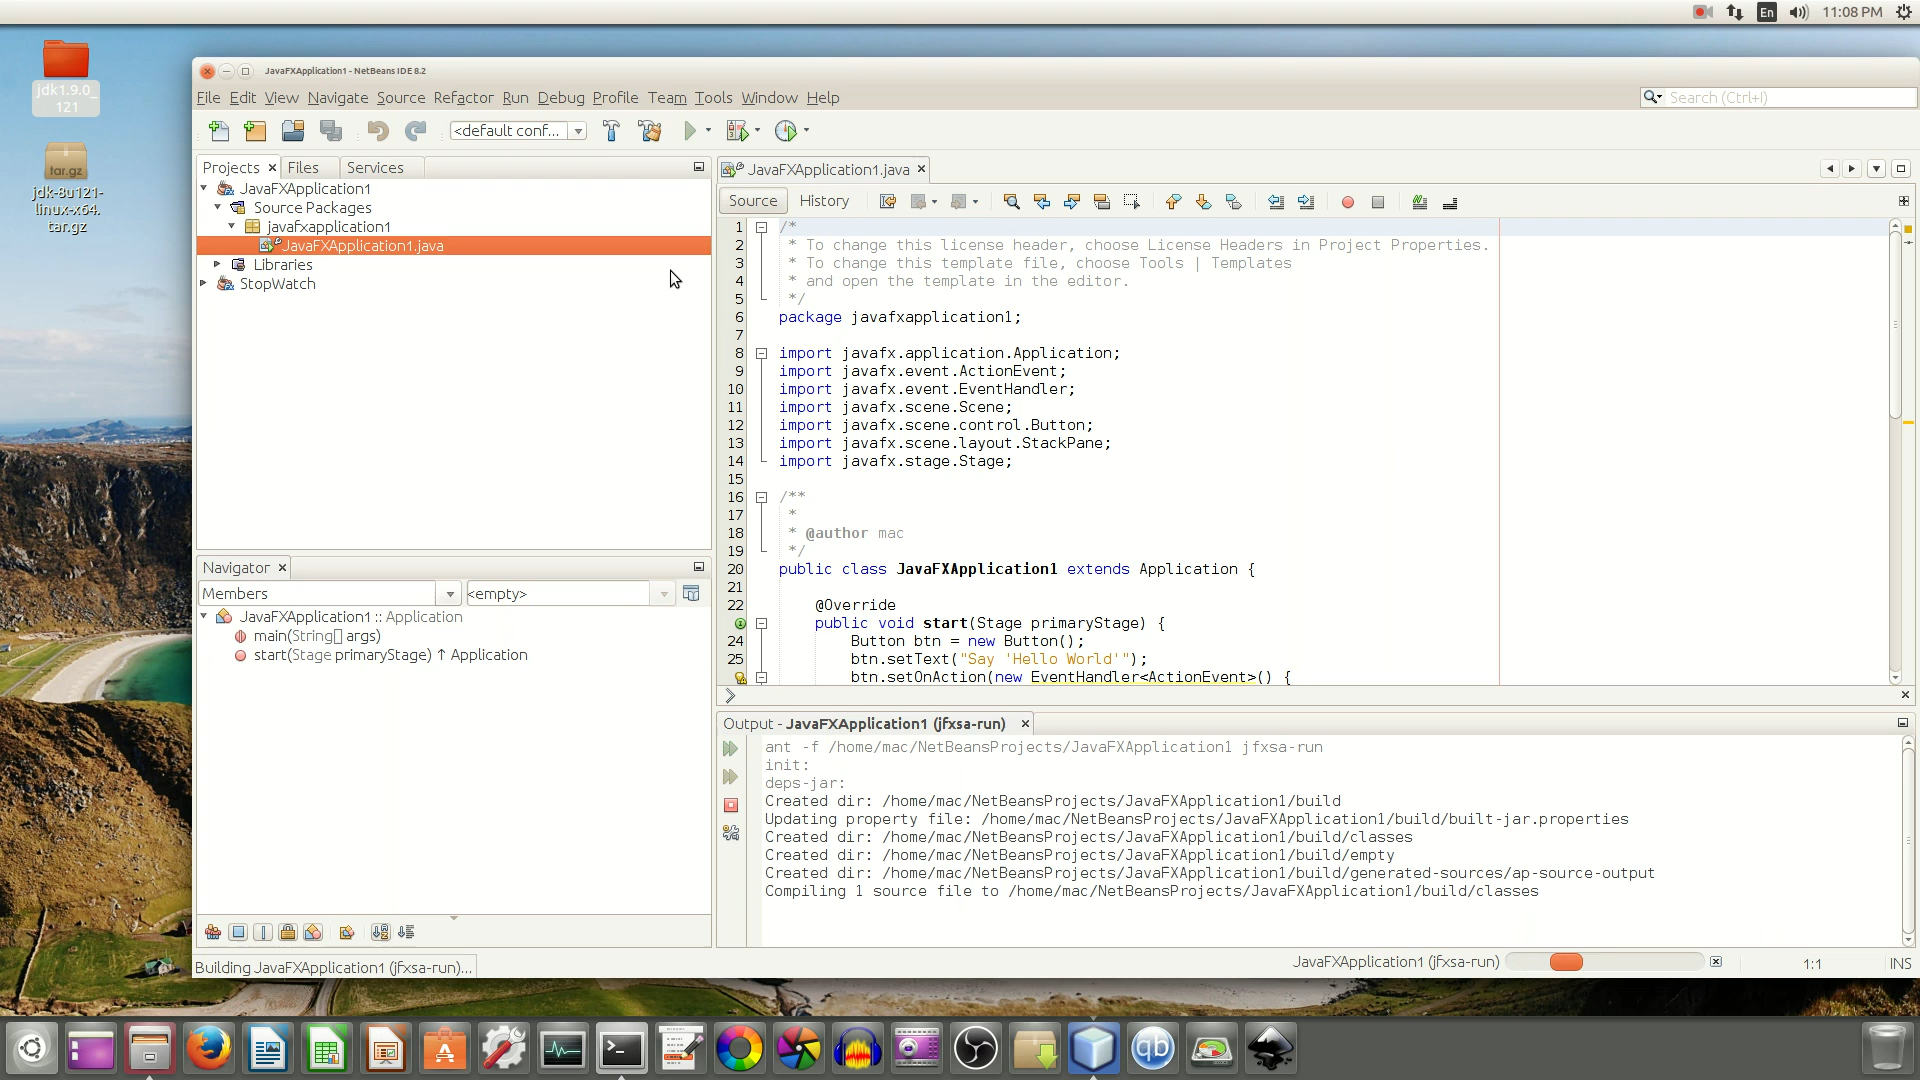 En 11:08 PM
jdk1.9.0_
121
tar.gz
jdk-8u121-
linux-x64.
tar.gz
JavaFXApplication1 - NetBeans IDE 8.2
File Edit View Navigate Source Refactor Run Debug Profile Team Tools Window Help
Search (Ctrl+I)
<default conf...
Projects Files Services
JavaFXApplication1
Source Packages
javafxapplication1
JavaFXApplication1.java
Libraries
StopWatch
Navigator
Members <empty>
JavaFXApplication1 :: Application
main(String[] args)
start(Stage primaryStage) ↑ Application
JavaFXApplication1.java
Source History
1 /*
2 * To change this license header, choose License Headers in Project Properties.
3 * To change this template file, choose Tools | Templates
4 * and open the template in the editor.
5 */
6 package javafxapplication1;
7
8 import javafx.application.Application;
9 import javafx.event.ActionEvent;
10 import javafx.event.EventHandler;
11 import javafx.scene.Scene;
12 import javafx.scene.control.Button;
13 import javafx.scene.layout.StackPane;
14 import javafx.stage.Stage;
15
16 /**
17 *
18 * @author mac
19 */
20 public class JavaFXApplication1 extends Application {
21
22 @Override
public void start(Stage primaryStage) {
24 Button btn = new Button();
25 btn.setText("Say 'Hello World'");
btn.setOnAction(new EventHandler<ActionEvent>() {
Output - JavaFXApplication1 (jfxsa-run)
ant -f /home/mac/NetBeansProjects/JavaFXApplication1 jfxsa-run
init:
deps-jar:
Created dir: /home/mac/NetBeansProjects/JavaFXApplication1/build
Updating property file: /home/mac/NetBeansProjects/JavaFXApplication1/build/built-jar.properties
Created dir: /home/mac/NetBeansProjects/JavaFXApplication1/build/classes
Created dir: /home/mac/NetBeansProjects/JavaFXApplication1/build/empty
Created dir: /home/mac/NetBeansProjects/JavaFXApplication1/build/generated-sources/ap-source-output
Compiling 1 source file to /home/mac/NetBeansProjects/JavaFXApplication1/build/classes
Building JavaFXApplication1 (jfxsa-run)...
JavaFXApplication1 (jfxsa-run) 1:1 INS
qb